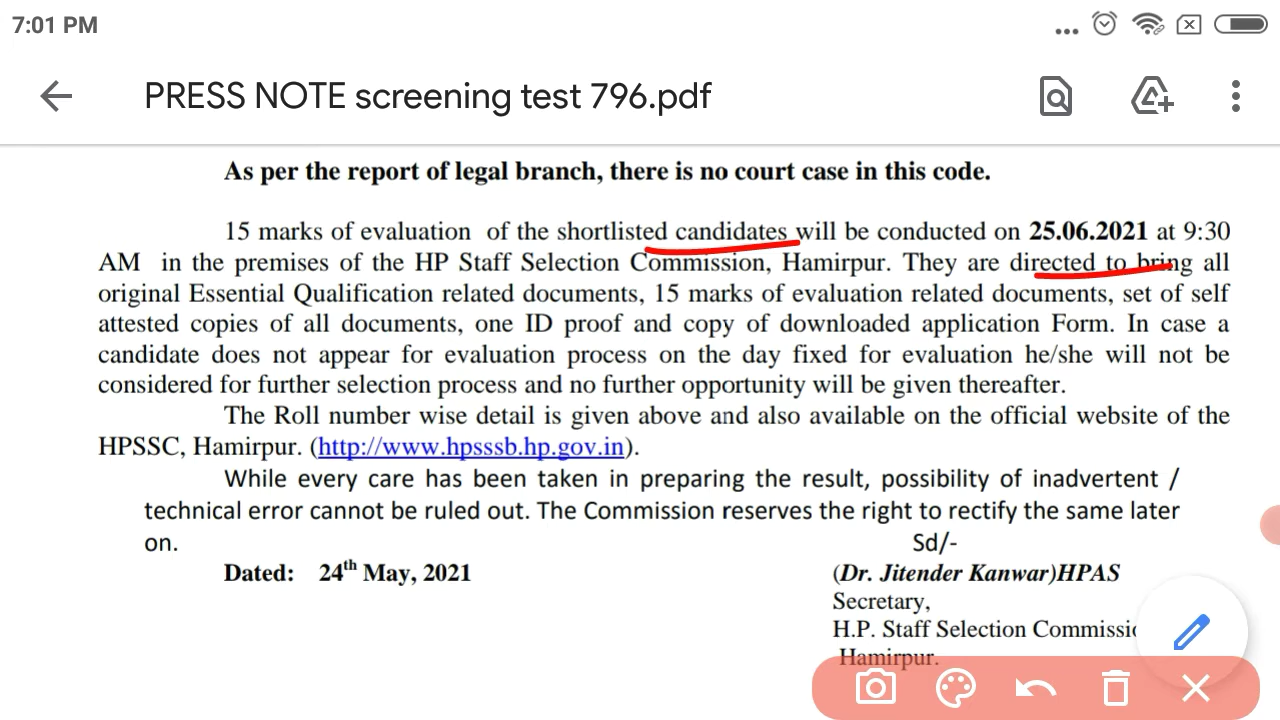 7:01 PM
PRESS NOTE screening test 796.pdf
As per the report of legal branch, there is no court case in this code.
15 marks of evaluation of the shortlisted candidates will be conducted on 25.06.2021 at 9:30
AM in the premises of the HP Staff Selection Commission, Hamirpur. They are directed to bring all
original Essential Qualification related documents, 15 marks of evaluation related documents, set of self
attested copies of all documents, one ID proof and copy of downloaded application Form. In case a
candidate does not appear for evaluation process on the day fixed for evaluation he/she will not be
considered for further selection process and no further opportunity will be given thereafter.
The Roll number wise detail is given above and also available on the official website of the
HPSSC, Hamirpur. (http://www.hpsssb.hp.gov.in).
While every care has been taken in preparing the result, possibility of inadvertent /
technical error cannot be ruled out. The Commission reserves the right to rectify the same later
on. Sd/-
Dated: 24th May, 2021 (Dr. Jitender Kanwar)HPAS
Secretary,
H.P. Staff Selection Commissio
Hamirpur.